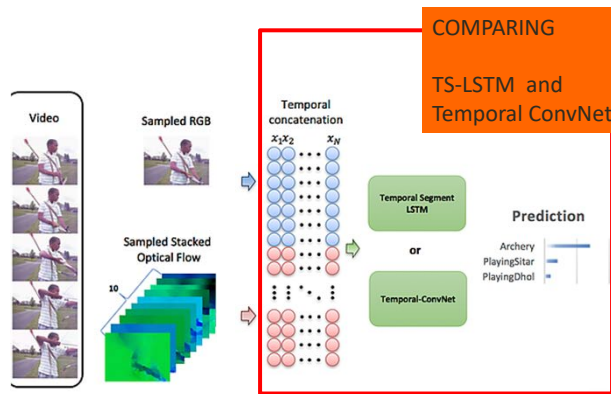 COMPARING
TS-LSTM and
Temporal ConvNet
Video
Sampled RGB
Temporal
concatenation
x₁x₂ ••• x_N
Sampled Stacked
Optical Flow
10
Temporal Segment
LSTM
or
Temporal-ConvNet
Prediction
Archery
PlayingSitar
PlayingDhol